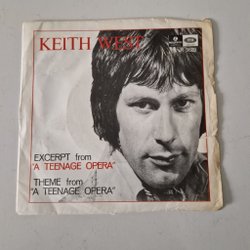 KEITH WEST
EXCERPT from
"A TEENAGE OPERA"
THEME from
"A TEENAGE OPERA"